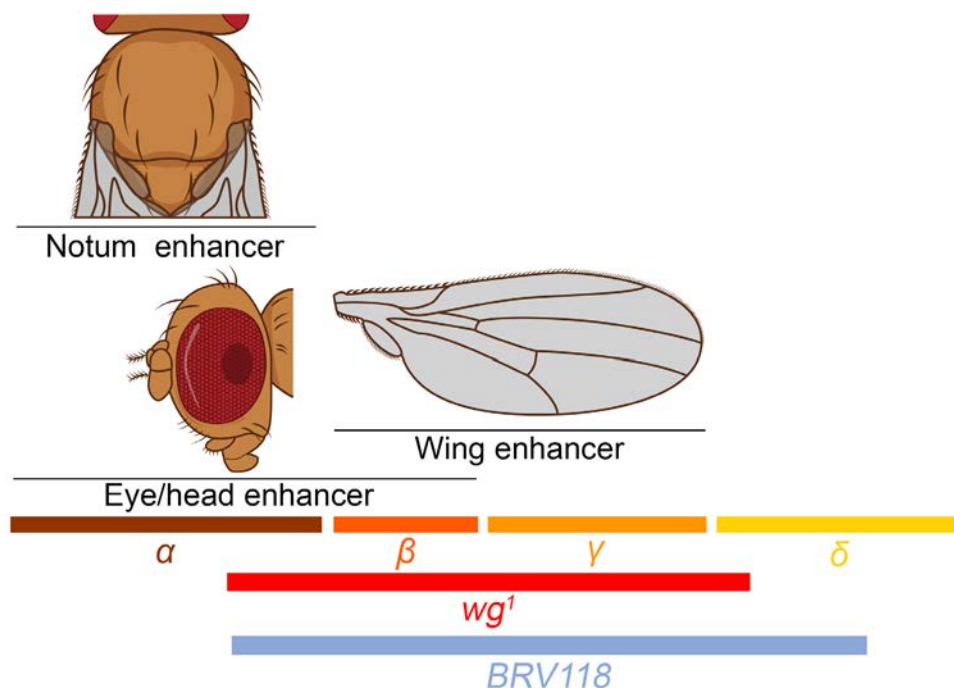 Notum enhancer
Wing enhancer
Eye/head enhancer
α β γ δ
wg¹
BRV118